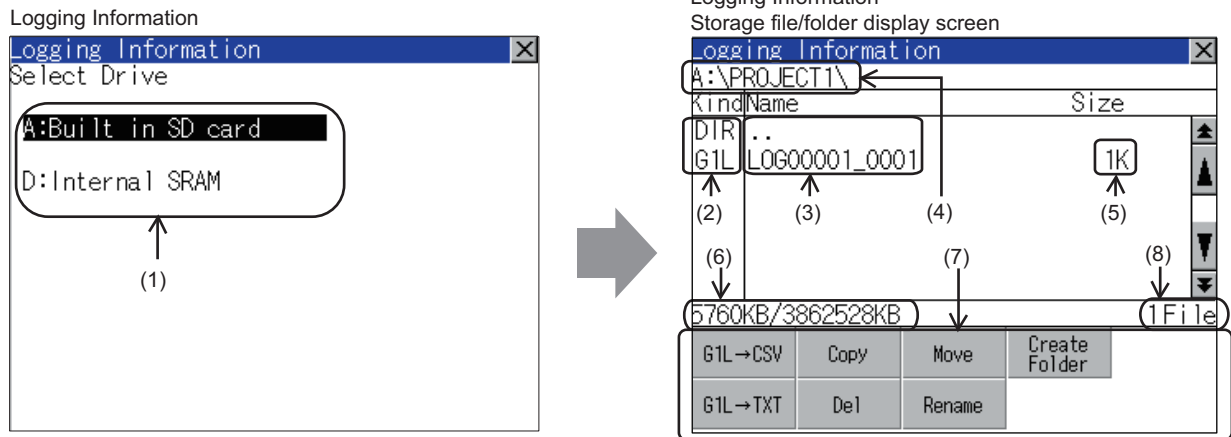 Logging Information
Logging Information
Select Drive
A:Built in SD card
D:Internal SRAM
(1)
Logging Information
Storage file/folder display screen
Logging Information
A:\PROJECT1\
Kind Name Size
DIR ..
G1L LOG00001_0001 1K
(2) (3) (4) (5)
(6) (7) (8)
5760KB/3862528KB 1File
G1L→CSV Copy Move Create Folder
G1L→TXT Del Rename